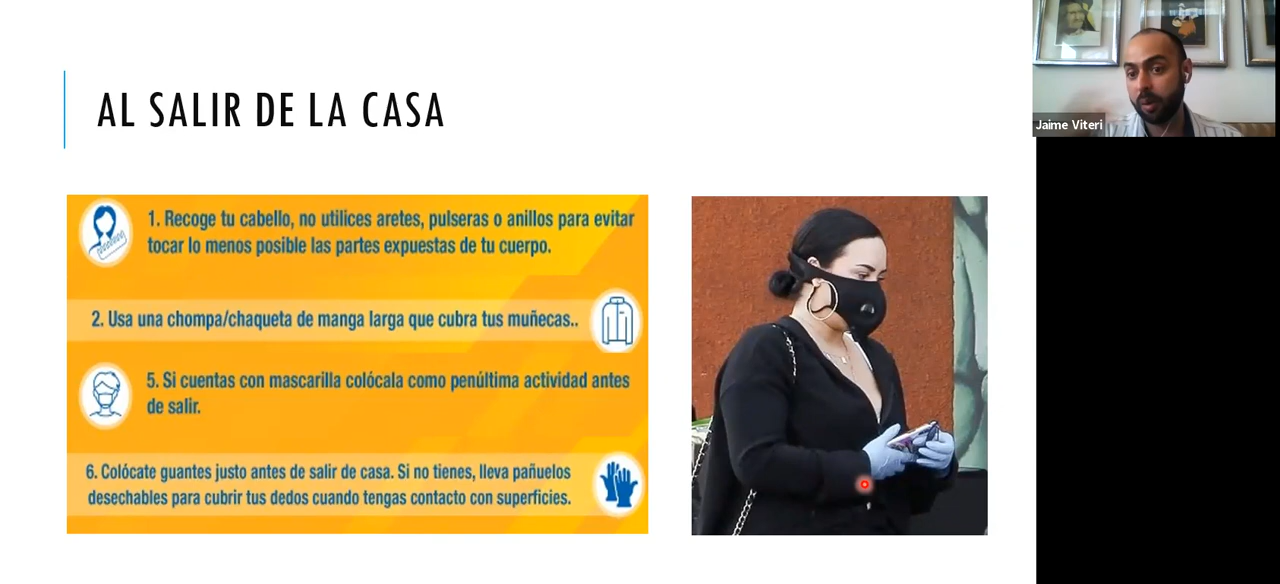 AL SALIR DE LA CASA
1. Recoge tu cabello, no utilices aretes, pulseras o anillos para evitar
tocar lo menos posible las partes expuestas de tu cuerpo.
2. Usa una chompa/chaqueta de manga larga que cubra tus muñecas..
5. Si cuentas con mascarilla colócala como penúltima actividad antes
de salir.
6. Colócate guantes justo antes de salir de casa. Si no tienes, lleva pañuelos
desechables para cubrir tus dedos cuando tengas contacto con superficies.
Jaime Viteri